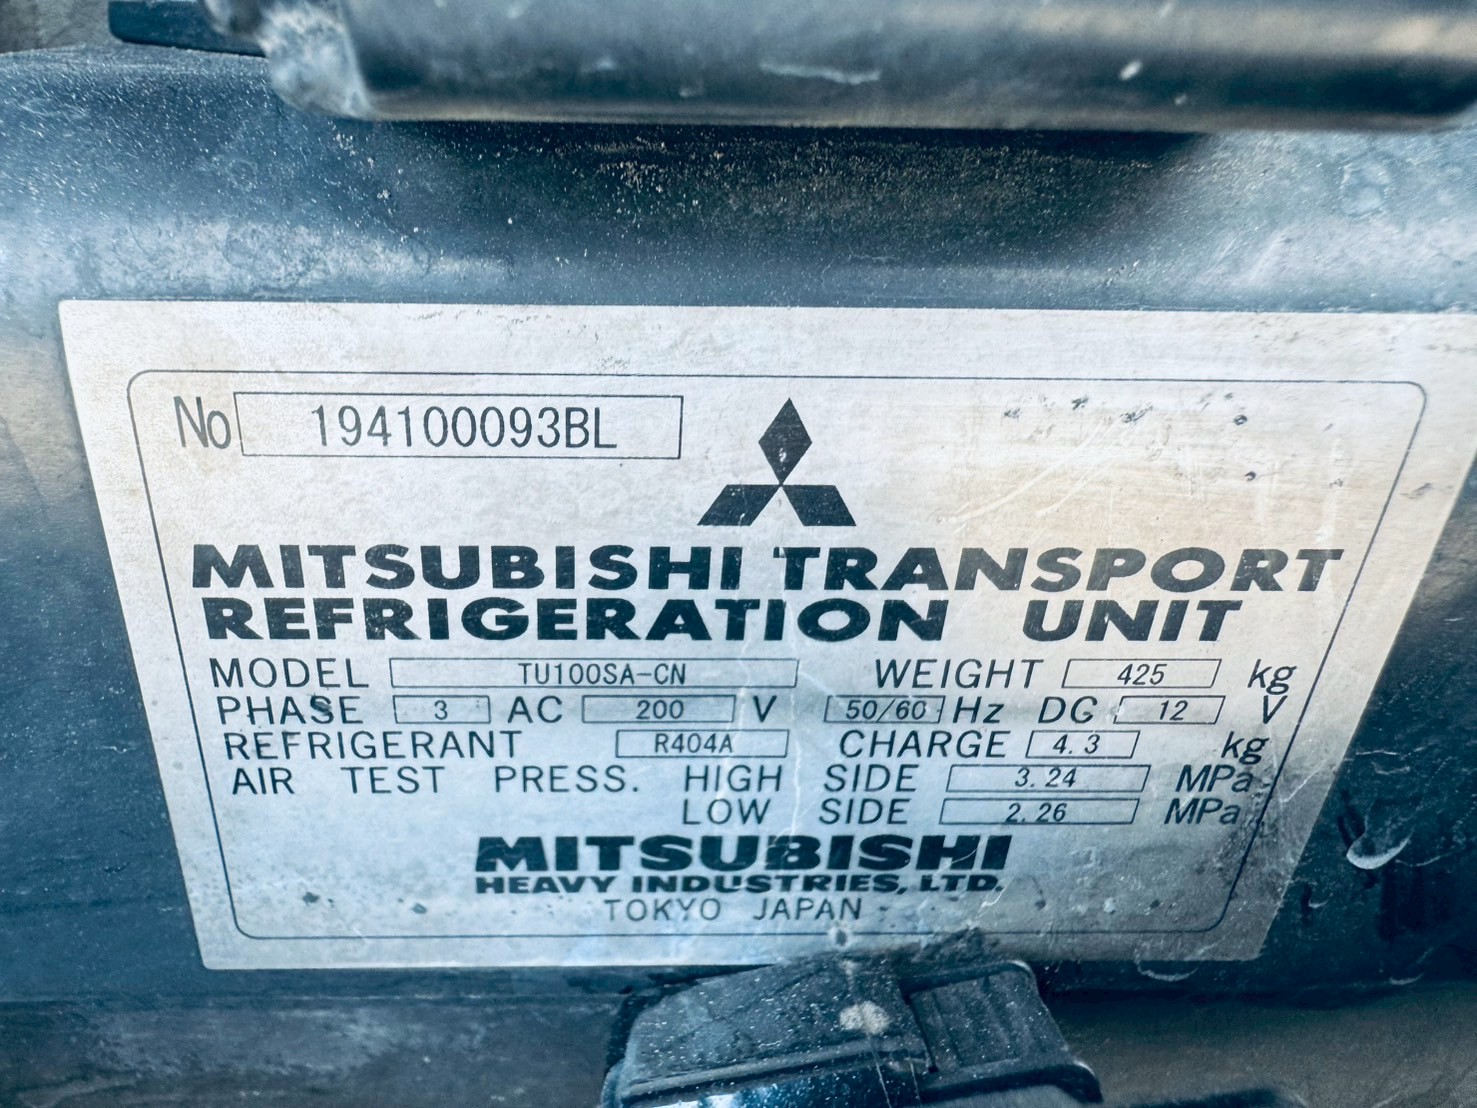 No 194100093BL
MITSUBISHI TRANSPORT
REFRIGERATION UNIT
MODEL TU100SA-CN WEIGHT 425 kg
PHASE 3 AC 200 V 50/60 Hz DC 12 V
REFRIGERANT R404A CHARGE 4.3 kg
AIR TEST PRESS. HIGH SIDE 3.24 MPa
LOW SIDE 2.26 MPa
MITSUBISHI
HEAVY INDUSTRIES, LTD.
TOKYO JAPAN